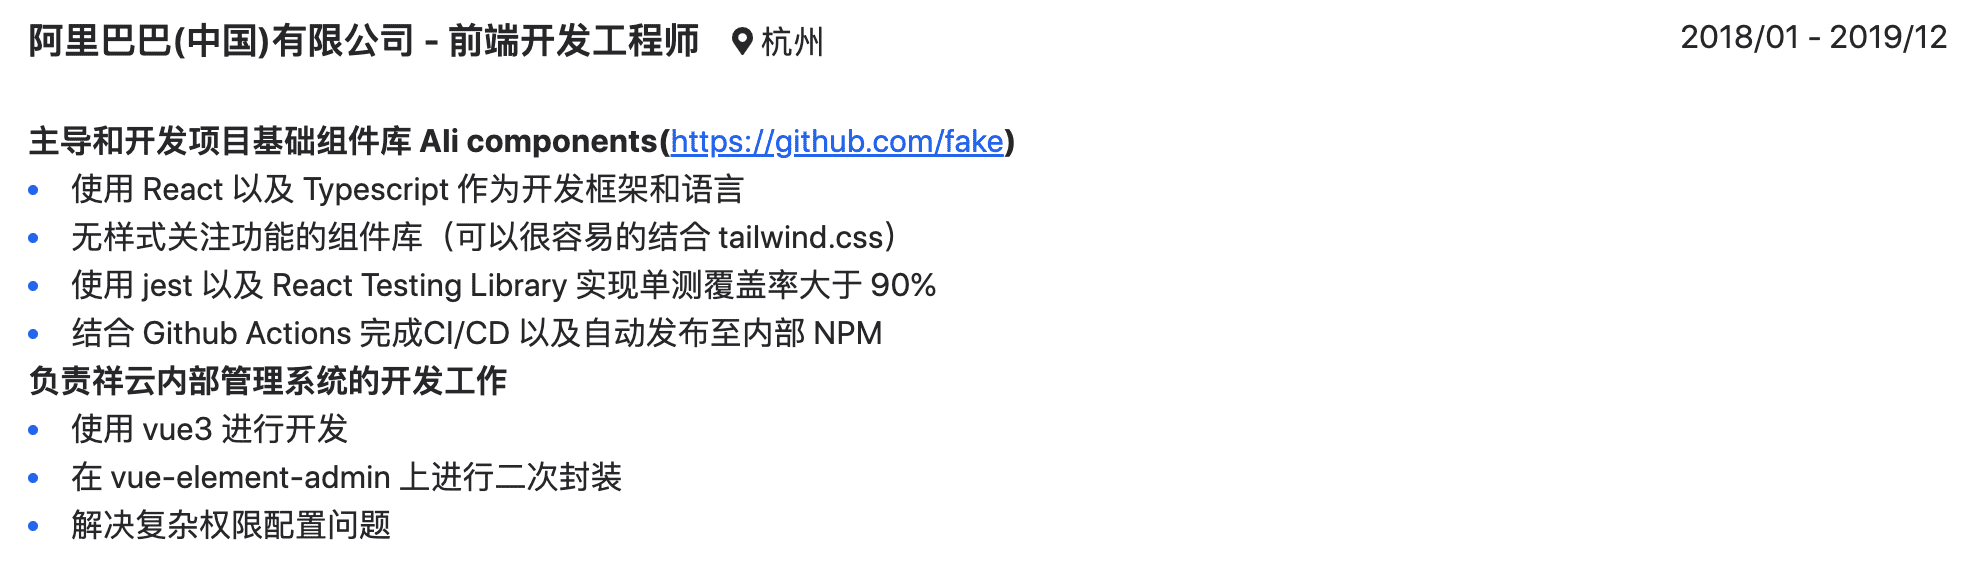 阿里巴巴(中国)有限公司 - 前端开发工程师 杭州 2018/01 - 2019/12
主导和开发项目基础组件库 Ali components(https://github.com/fake)
• 使用 React 以及 Typescript 作为开发框架和语言
• 无样式关注功能的组件库（可以很容易的结合 tailwind.css）
• 使用 jest 以及 React Testing Library 实现单测覆盖率大于 90%
• 结合 Github Actions 完成CI/CD 以及自动发布至内部 NPM
负责祥云内部管理系统的开发工作
• 使用 vue3 进行开发
• 在 vue-element-admin 上进行二次封装
• 解决复杂权限配置问题